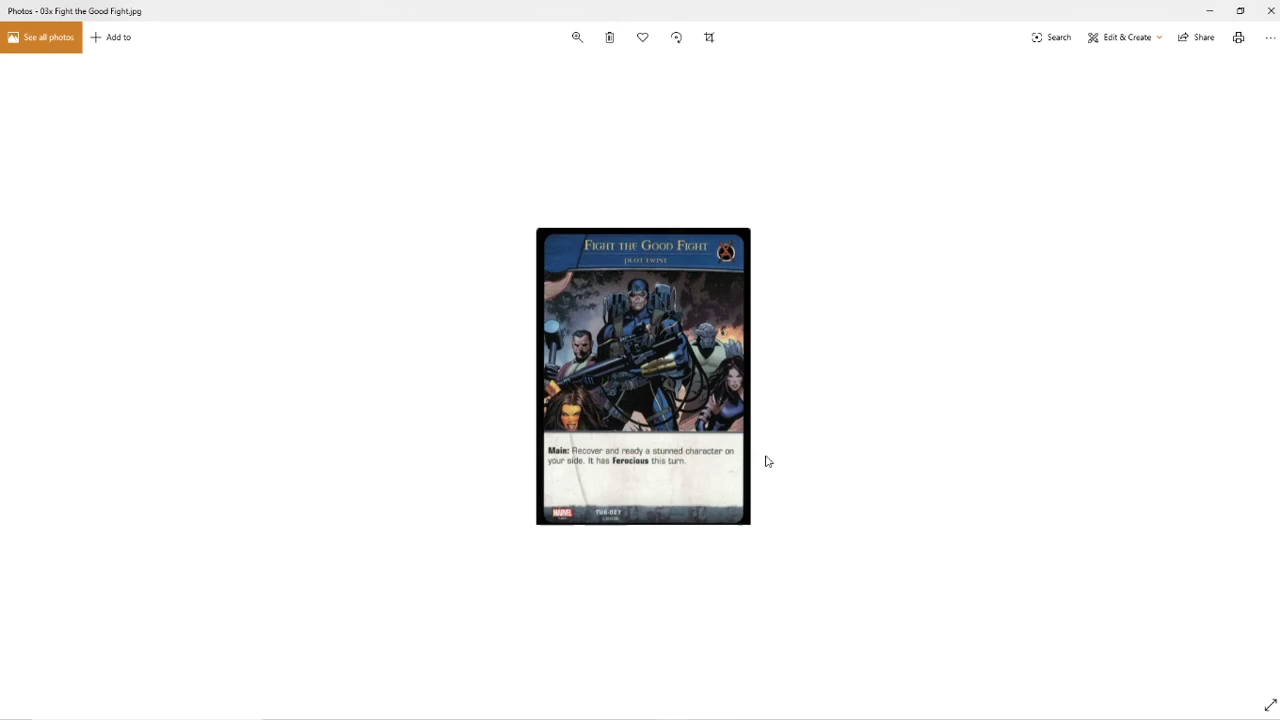 Photos - 03x Fight the Good Fight.jpg
See all photos
Add to
Search
Edit & Create
Share
FIGHT THE GOOD FIGHT
PLOT TWIST
Main: Recover and ready a stunned character on
your side. It has Ferocious this turn.
MARVEL